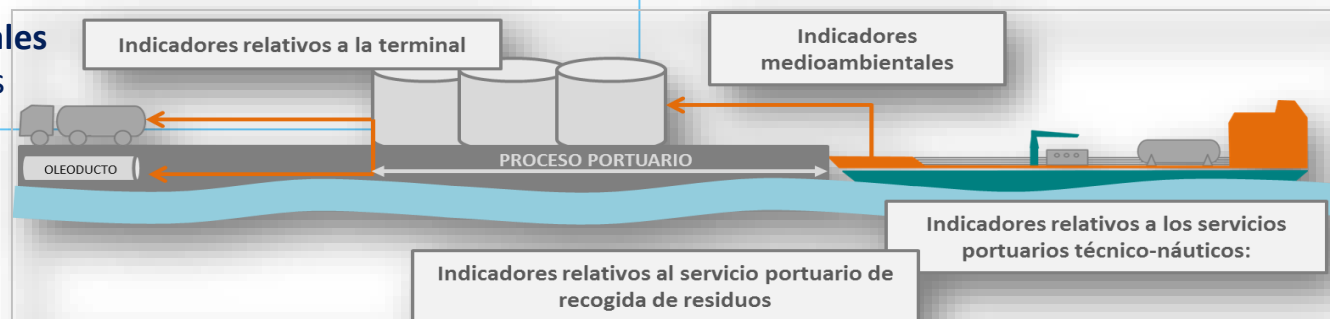 Indicadores relativos a la terminal
Indicadores
medioambientales
OLEODUCTO
PROCESO PORTUARIO
Indicadores relativos a los servicios
portuarios técnico-náuticos:
Indicadores relativos al servicio portuario de
recogida de residuos